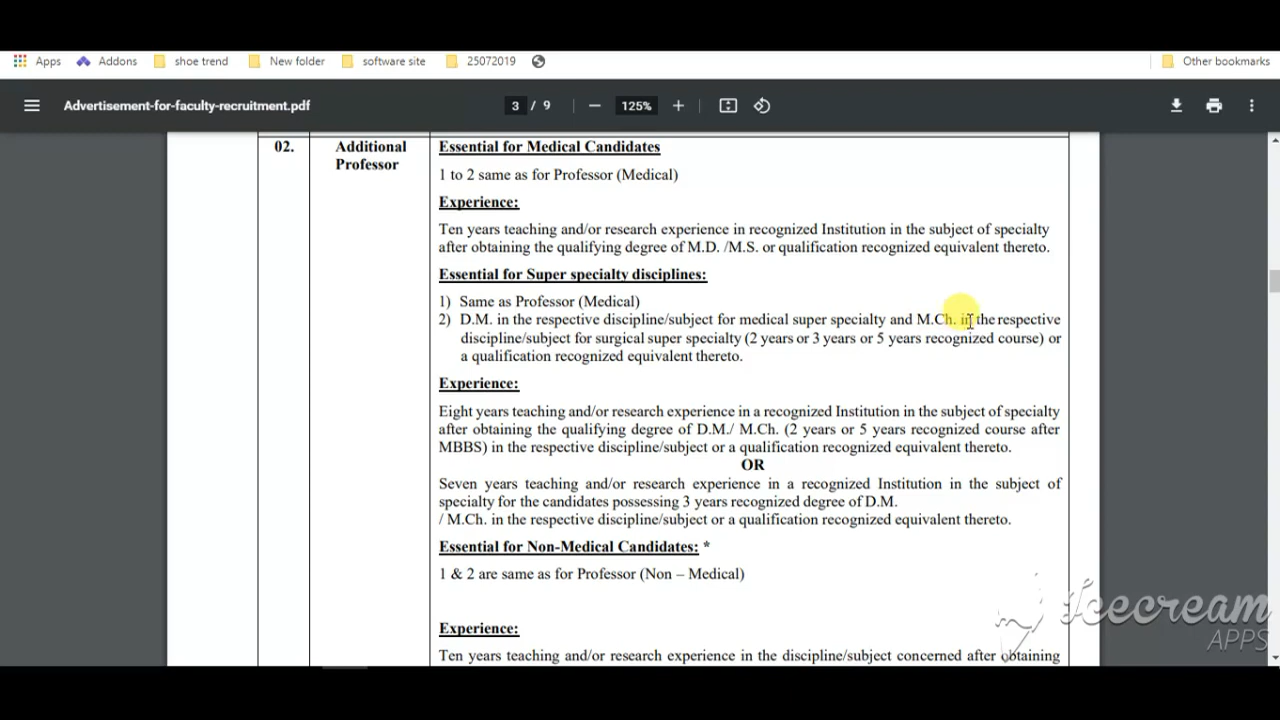 Apps Addons shoe trend New folder software site 25072019 Other bookmarks
Advertisement-for-faculty-recruitment.pdf 3 / 9 125%
02. Additional Professor
Essential for Medical Candidates
1 to 2 same as for Professor (Medical)
Experience:
Ten years teaching and/or research experience in recognized Institution in the subject of specialty
after obtaining the qualifying degree of M.D. /M.S. or qualification recognized equivalent thereto.
Essential for Super specialty disciplines:
1) Same as Professor (Medical)
2) D.M. in the respective discipline/subject for medical super specialty and M.Ch. in the respective
discipline/subject for surgical super specialty (2 years or 3 years or 5 years recognized course) or
a qualification recognized equivalent thereto.
Experience:
Eight years teaching and/or research experience in a recognized Institution in the subject of specialty
after obtaining the qualifying degree of D.M./ M.Ch. (2 years or 5 years recognized course after
MBBS) in the respective discipline/subject or a qualification recognized equivalent thereto.
OR
Seven years teaching and/or research experience in a recognized Institution in the subject of
specialty for the candidates possessing 3 years recognized degree of D.M.
/ M.Ch. in the respective discipline/subject or a qualification recognized equivalent thereto.
Essential for Non-Medical Candidates: *
1 & 2 are same as for Professor (Non – Medical)
Experience:
Ten years teaching and/or research experience in the discipline/subject concerned after obtaining
Icecream
APPS